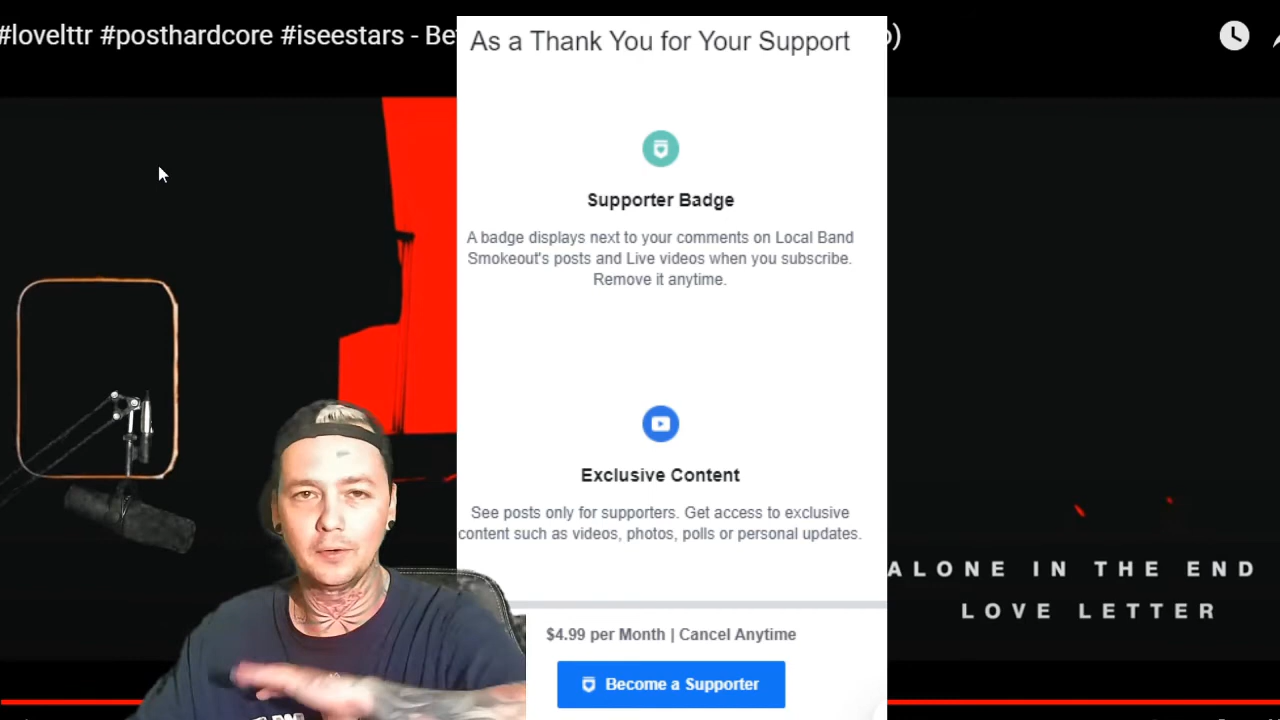 #lovelttr #posthardcore #iseestars - Be
As a Thank You for Your Support
Supporter Badge
A badge displays next to your comments on Local Band
Smokeout's posts and Live videos when you subscribe.
Remove it anytime.
Exclusive Content
See posts only for supporters. Get access to exclusive
content such as videos, photos, polls or personal updates.
ALONE IN THE END
LOVE LETTER
$4.99 per Month | Cancel Anytime
Become a Supporter